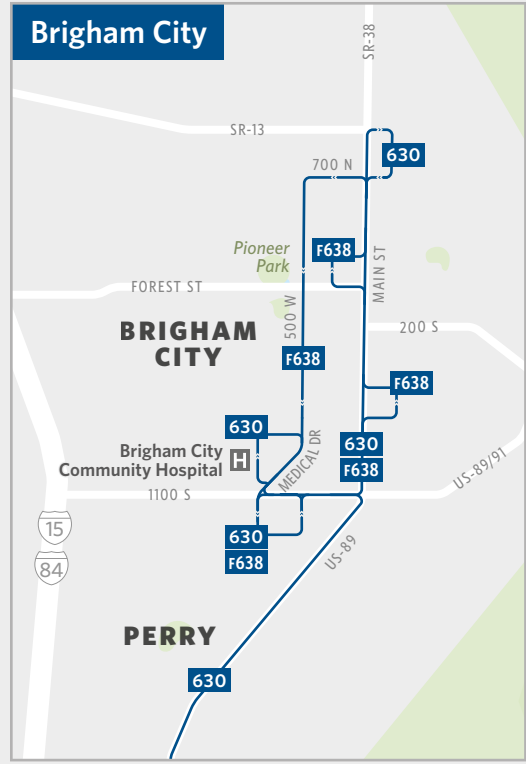 Brigham City
SR-38
SR-13
630
700 N
Pioneer
Park
F638
MAIN ST
FOREST ST
500 W
200 S
BRIGHAM
CITY
F638
F638
630
630
F638
Brigham City
Community Hospital
H
MEDICAL DR
US-89/91
1100 S
15
84
630
F638
US-89
PERRY
630